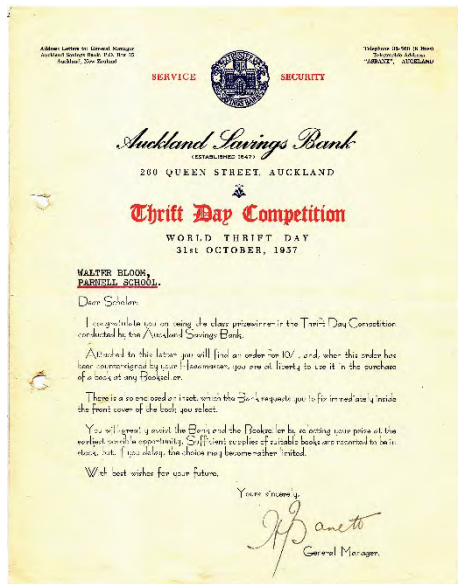 Address Letters to: General Manager
Auckland Savings Bank, P.O. Box 35
Auckland, New Zealand
Telegraphic Address
"ASBANK", AUCKLAND
SERVICE
SECURITY
Auckland Savings Bank
(ESTABLISHED 1847)
260 QUEEN STREET, AUCKLAND
Thrift Day Competition
WORLD THRIFT DAY
31st OCTOBER, 1957
WALTER BLOOM,
PARNELL SCHOOL.
Dear Scholar:
I congratulate you on being the class prizewinner in the Thrift Day Competition
conducted by the Auckland Savings Bank.
Attached to this letter you will find an order for 10/-, and, when this order has
been countersigned by your Headmaster, you are at liberty to use it in the purchase
of a book at any Bookseller.
There is also enclosed an inset, which the Bank requests you to fix immediately inside
the front cover of the book you select.
You will greatly assist the Bank and the Bookseller by selecting your prize at the
earliest possible opportunity. Sufficient supplies of suitable books are reported to be in
stock, but, if you delay, the choice may become rather limited.
With best wishes for your future,
Yours sincerely,
General Manager.